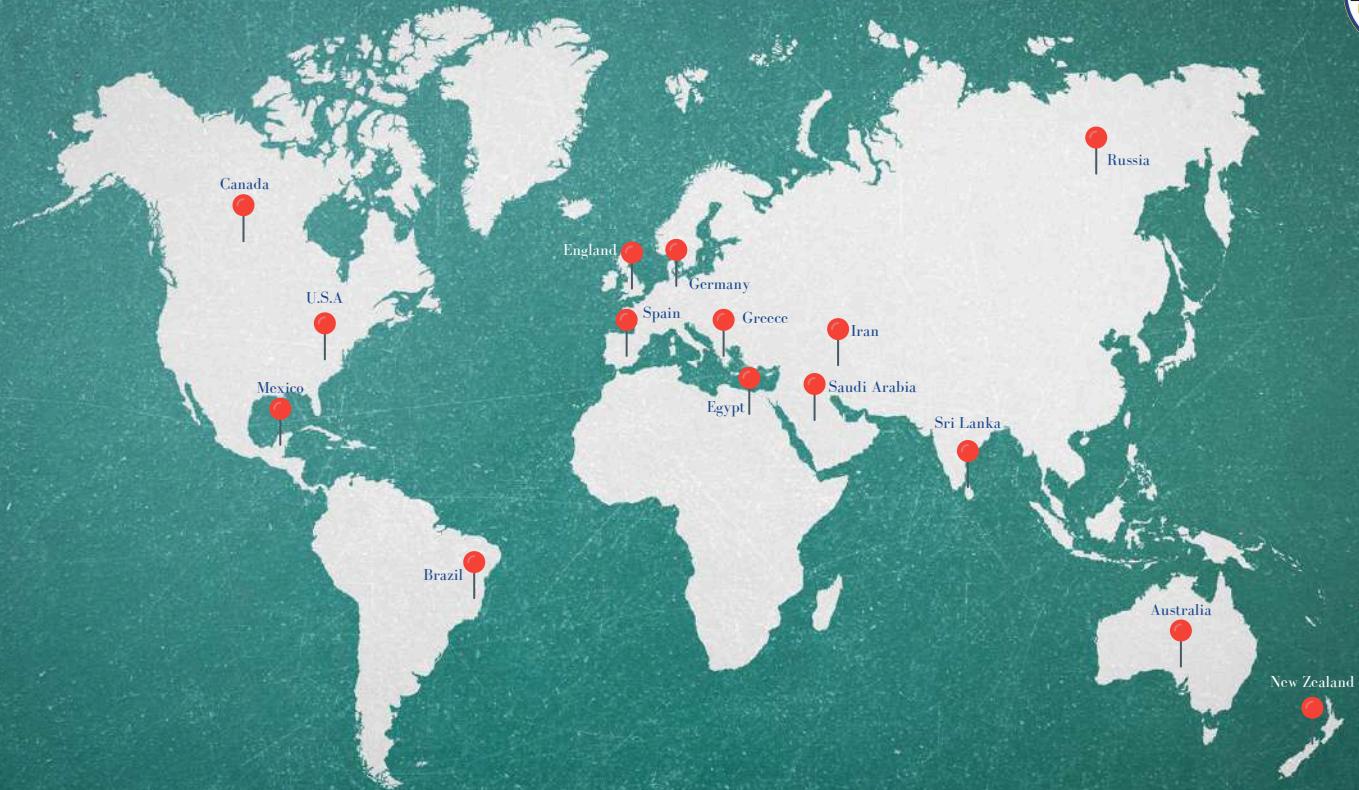 Russia
Canada
England
Germany
U.S.A
Spain
Greece
Iran
Mexico
Saudi Arabia
Egypt
Sri Lanka
Brazil
Australia
New Zealand